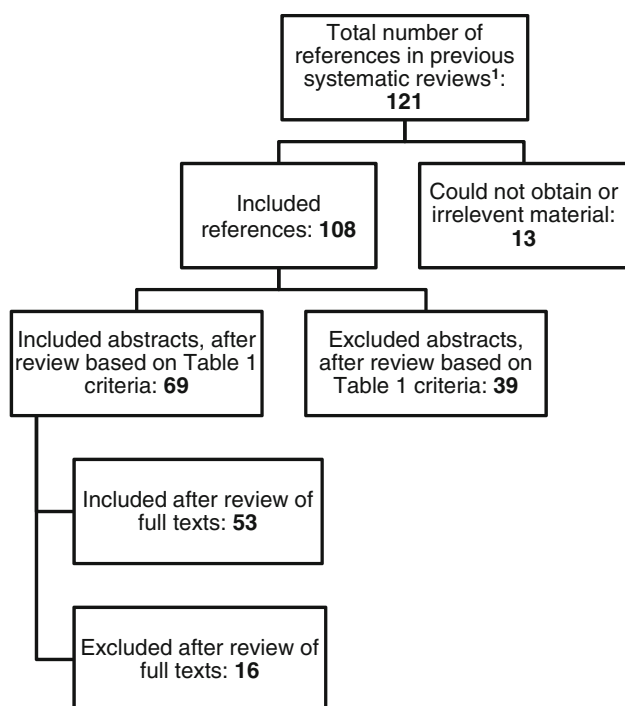 Total number of
references in previous
systematic reviews¹:
121
Included
references: 108
Could not obtain or
irrelevent material:
13
Included abstracts, after
review based on Table 1
criteria: 69
Excluded abstracts,
after review based on
Table 1 criteria: 39
Included after review of
full texts: 53
Excluded after review of
full texts: 16